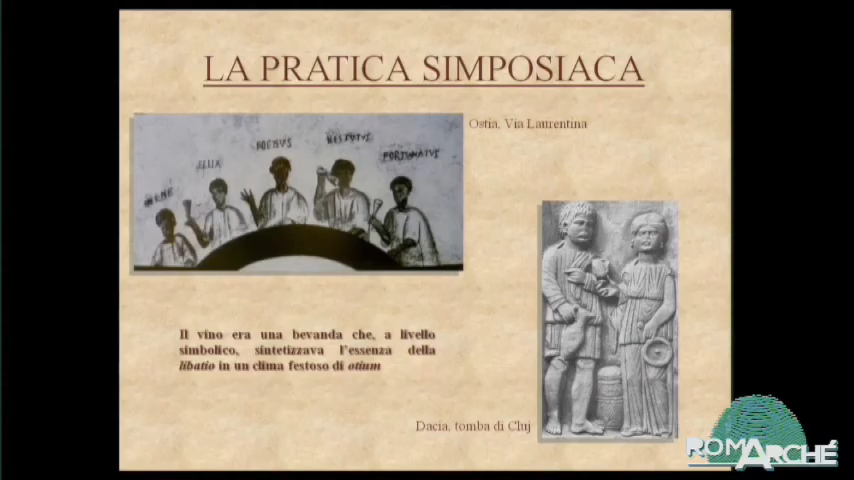 LA PRATICA SIMPOSIACA
Ostia, Via Laurentina
FORTUNATUS
Il vino era una bevanda che, a livello
simbolico, sintetizzava l'essenza della
libatio in un clima festoso di otium
Dacia, tomba di Cluj
ROMARCHÉ